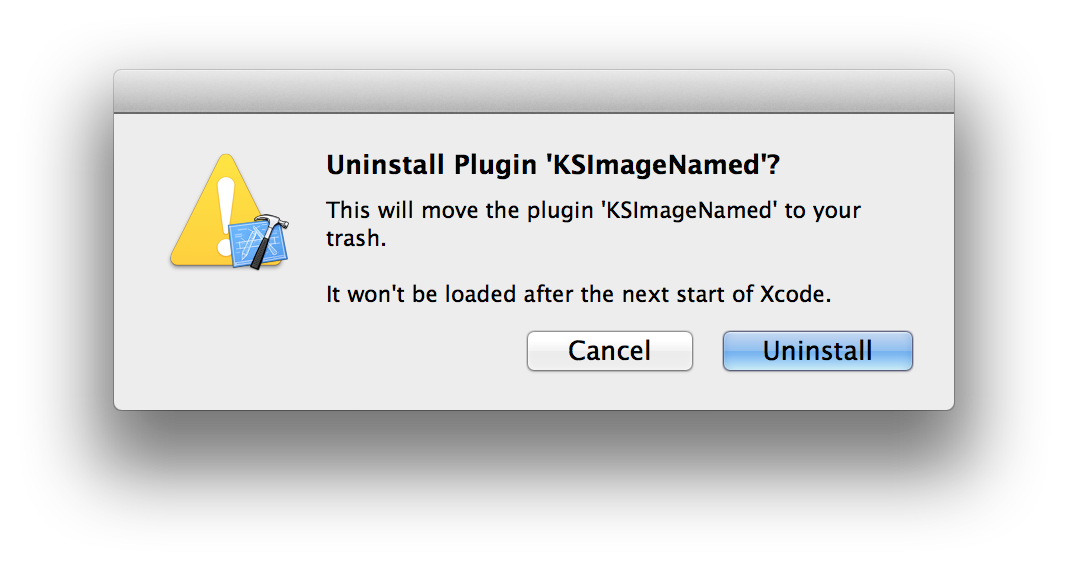 Uninstall Plugin 'KSImageNamed'?
This will move the plugin 'KSImageNamed' to your
trash.
It won't be loaded after the next start of Xcode.
Cancel
Uninstall